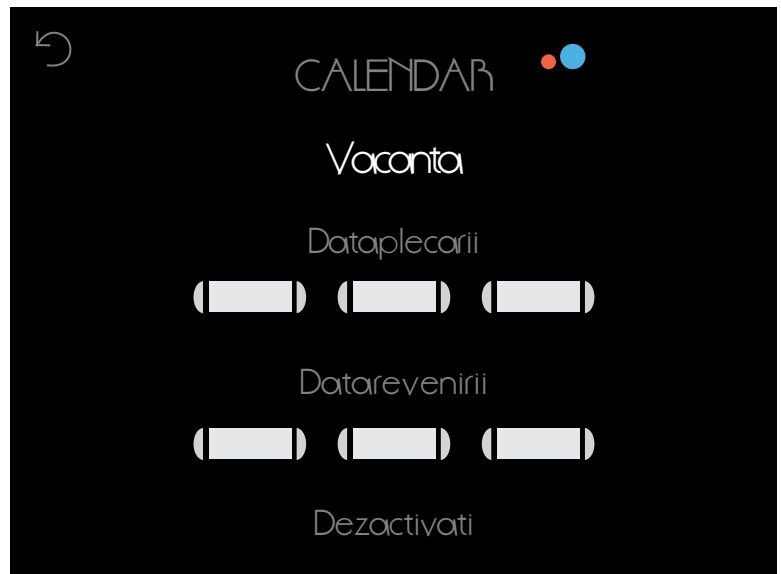 CALENDAR
Vacanta
Dataplecarii
Datarevenirii
Dezactivati